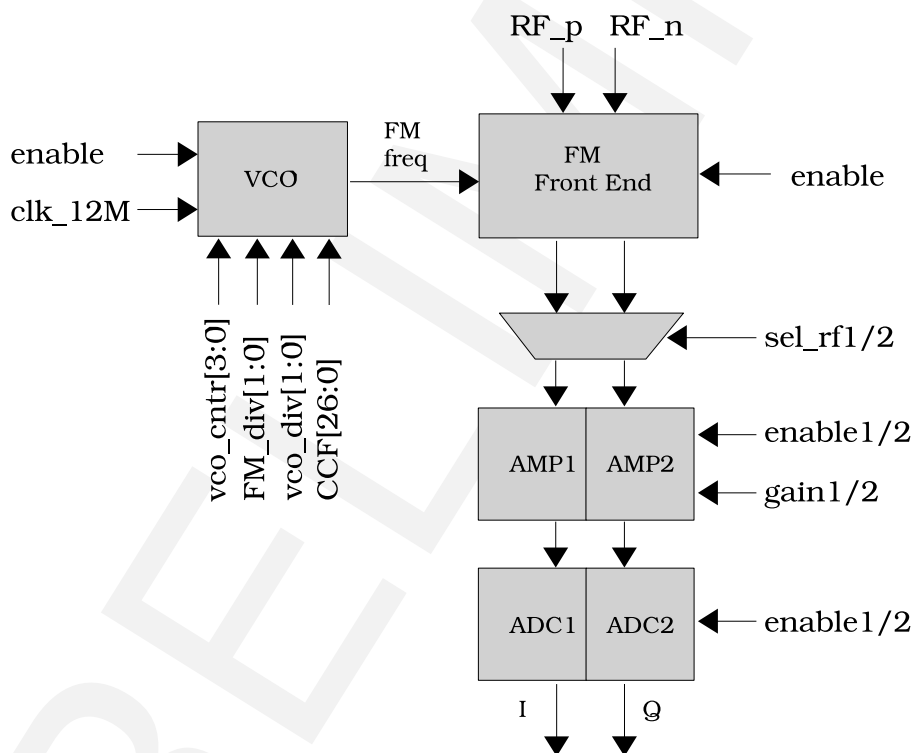 RF_p RF_n
enable
clk_12M
VCO
FM
freq
FM
Front End
enable
vco_cntr[3:0]
FM_div[1:0]
vco_div[1:0]
CCF[26:0]
sel_rf1/2
AMP1
AMP2
enable1/2
gain1/2
ADC1
ADC2
enable1/2
I
Q